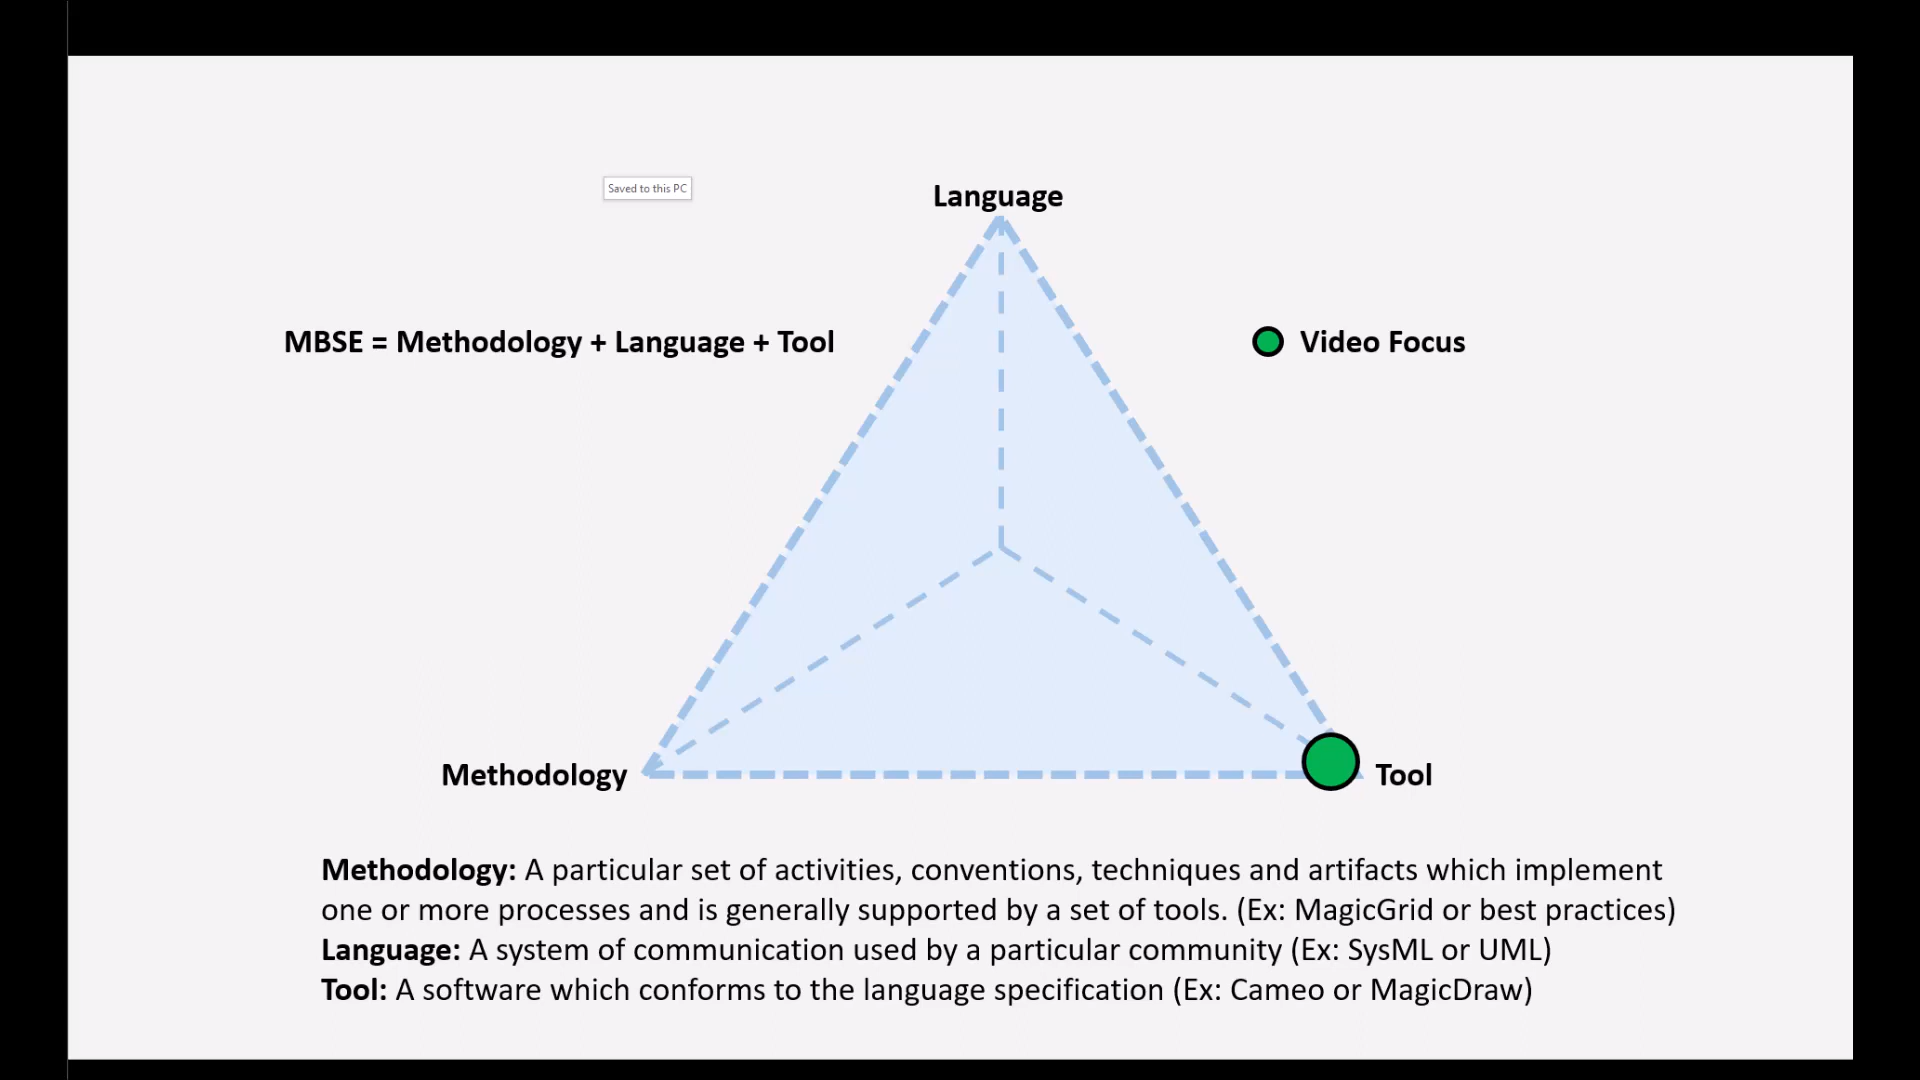 Saved to this PC
Language
MBSE = Methodology + Language + Tool
Video Focus
Methodology
Tool
Methodology: A particular set of activities, conventions, techniques and artifacts which implement
one or more processes and is generally supported by a set of tools. (Ex: MagicGrid or best practices)
Language: A system of communication used by a particular community (Ex: SysML or UML)
Tool: A software which conforms to the language specification (Ex: Cameo or MagicDraw)